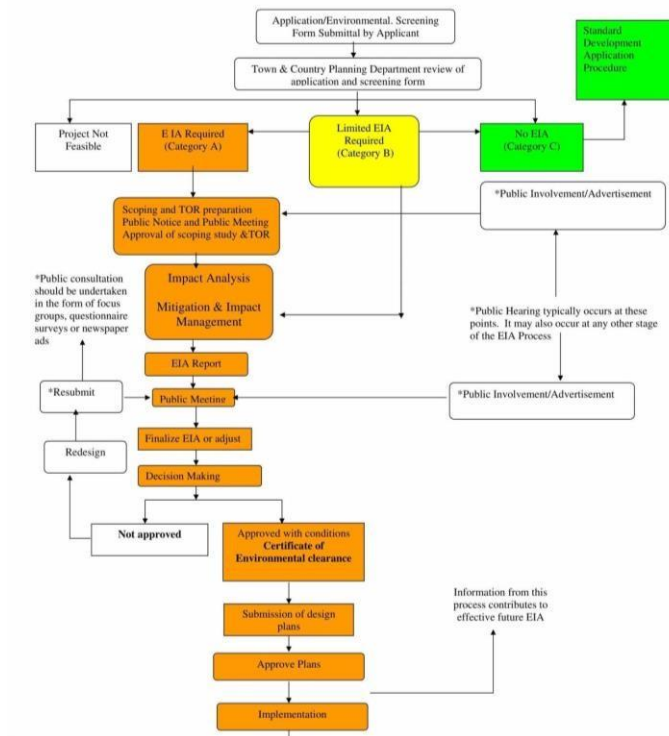 Application/Environmental. Screening
Form Submittal by Applicant
Standard
Development
Application
Procedure
Town & Country Planning Department review of
application and screening form
Project Not
Feasible
E IA Required
(Category A)
Limited EIA
Required
(Category B)
No EIA
(Category C)
Scoping and TOR preparation
Public Notice and Public Meeting
Approval of scoping study &TOR
*Public Involvement/Advertisement
*Public consultation
should be undertaken
in the form of focus
groups, questionnaire
surveys or newspaper
ads
Impact Analysis
Mitigation & Impact
Management
*Public Hearing typically occurs at these
points. It may also occur at any other stage
of the EIA Process
EIA Report
*Resubmit
Public Meeting
*Public Involvement/Advertisement
Finalize EIA or adjust
Redesign
Decision Making
Not approved
Approved with conditions
Certificate of
Environmental clearance
Information from this
process contributes to
effective future EIA
Submission of design
plans
Approve Plans
Implementation